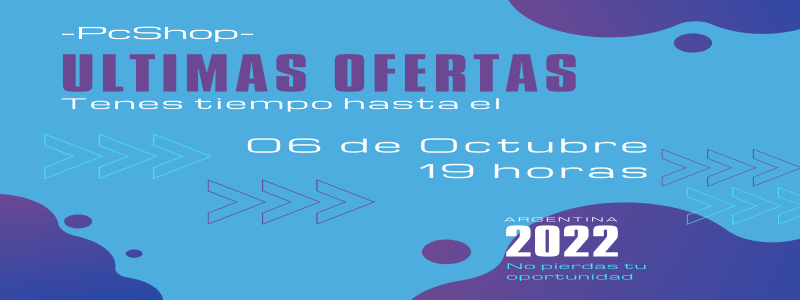 -PcShop-
ULTIMAS OFERTAS
Tenes tiempo hasta el
06 de Octubre
19 horas
ARGENTINA
2022
No pierdas tu
oportunidad